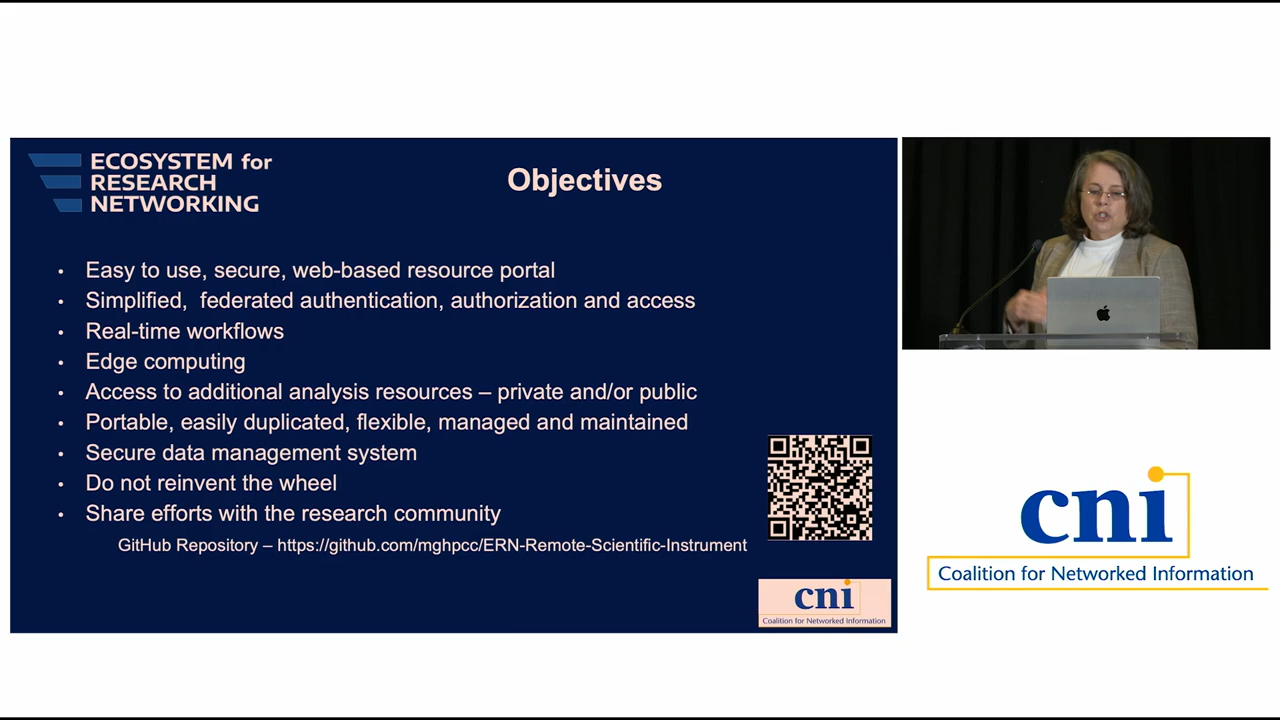 ECOSYSTEM for
RESEARCH
NETWORKING
Objectives
• Easy to use, secure, web-based resource portal
• Simplified, federated authentication, authorization and access
• Real-time workflows
• Edge computing
• Access to additional analysis resources – private and/or public
• Portable, easily duplicated, flexible, managed and maintained
• Secure data management system
• Do not reinvent the wheel
• Share efforts with the research community
GitHub Repository – https://github.com/mghpcc/ERN-Remote-Scientific-Instrument
cni
Coalition for Networked Information
cni
Coalition for Networked Information